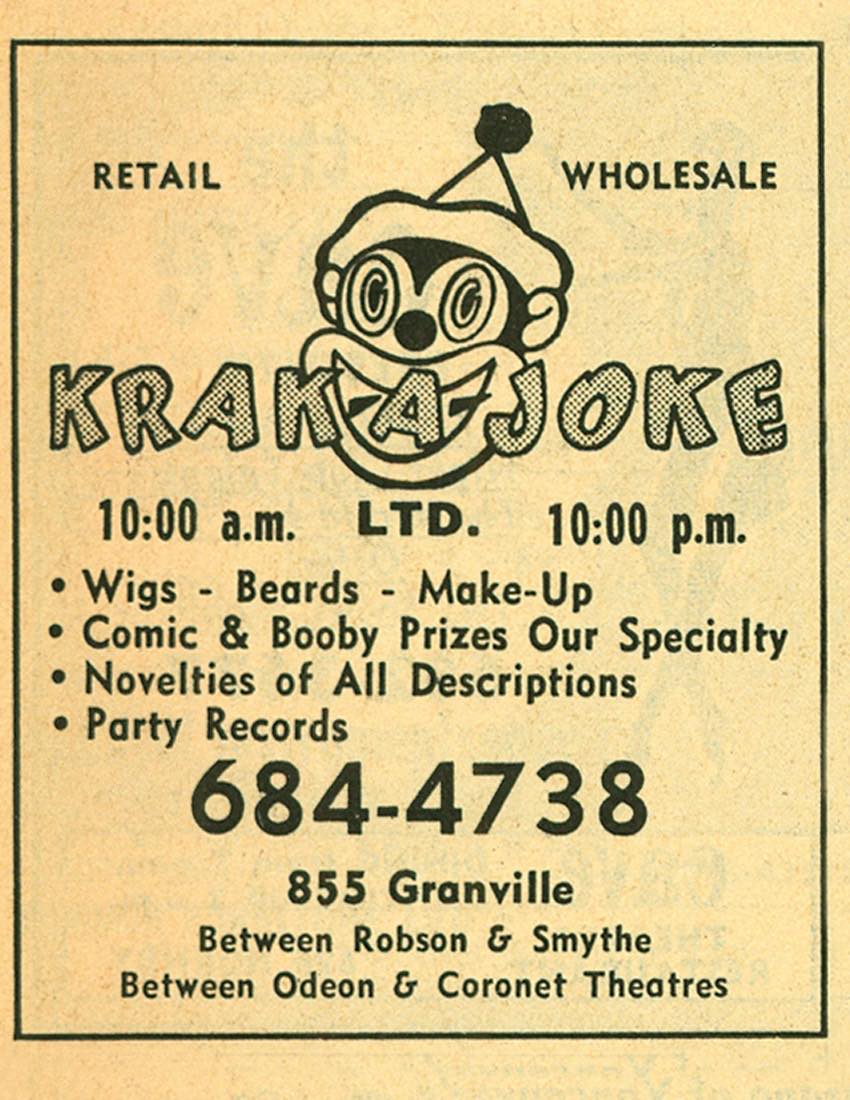 RETAIL WHOLESALE
KRAK-A-JOKE
10:00 a.m. LTD. 10:00 p.m.
• Wigs - Beards - Make-Up
• Comic & Booby Prizes Our Specialty
• Novelties of All Descriptions
• Party Records
684-4738
855 Granville
Between Robson & Smythe
Between Odeon & Coronet Theatres